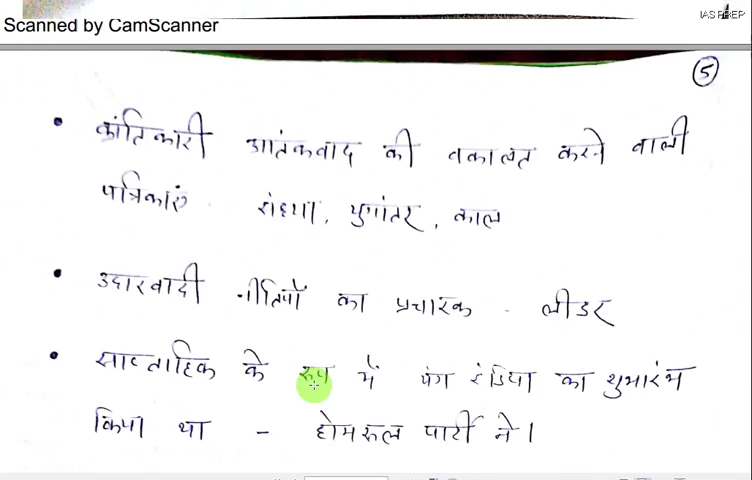 IAS PREP
Scanned by CamScanner
5
• क्रांतिकारी आतंकवाद की वकालत करने वाली
पत्रिकाएं - संध्या, युगांतर, काल
• उदारवादी नीतियों का प्रचारक - लीडर
• साप्ताहिक के रूप में यंग इंडिया का शुभारंभ
किया था - होमरूल पार्टी ने।